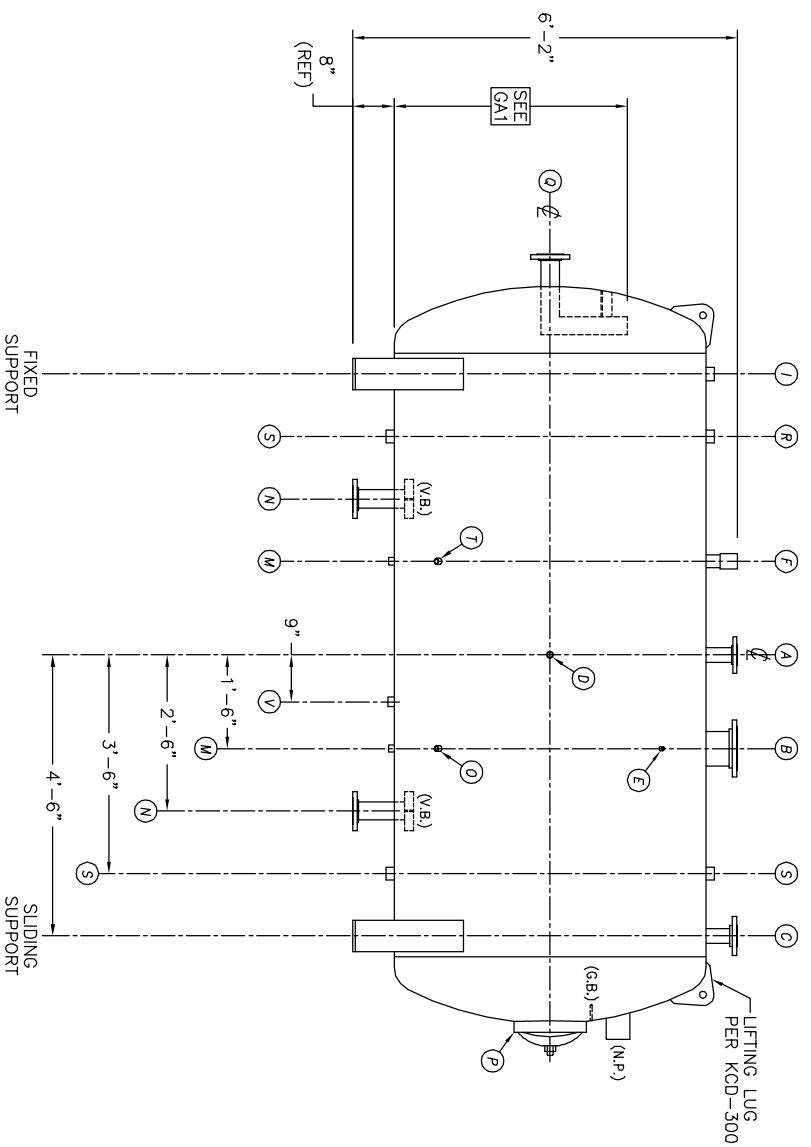 I
R
F
A
℄
B
S
C
LIFTING LUG
PER KCD-300
6'-2"
8"
(REF)
SEE
GA1
Q
℄
(V.B.)
T
D
O
E
(V.B.)
(G.B.)
(N.P.)
P
S
N
M
9"
V
1'-6"
M
2'-6"
N
3'-6"
S
4'-6"
FIXED
SUPPORT
SLIDING
SUPPORT